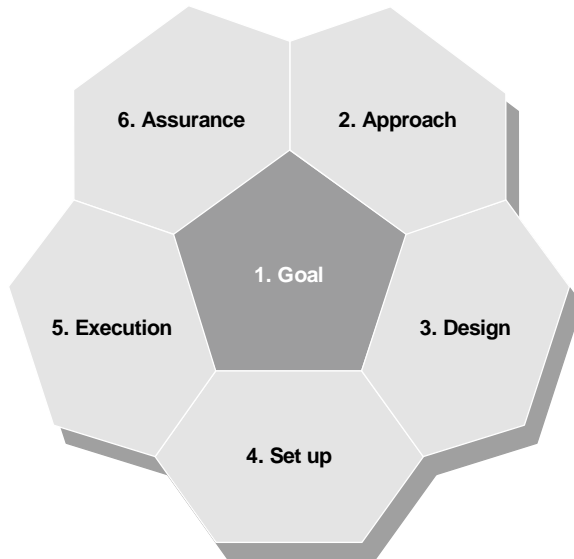 1. Goal
2. Approach
3. Design
4. Set up
5. Execution
6. Assurance